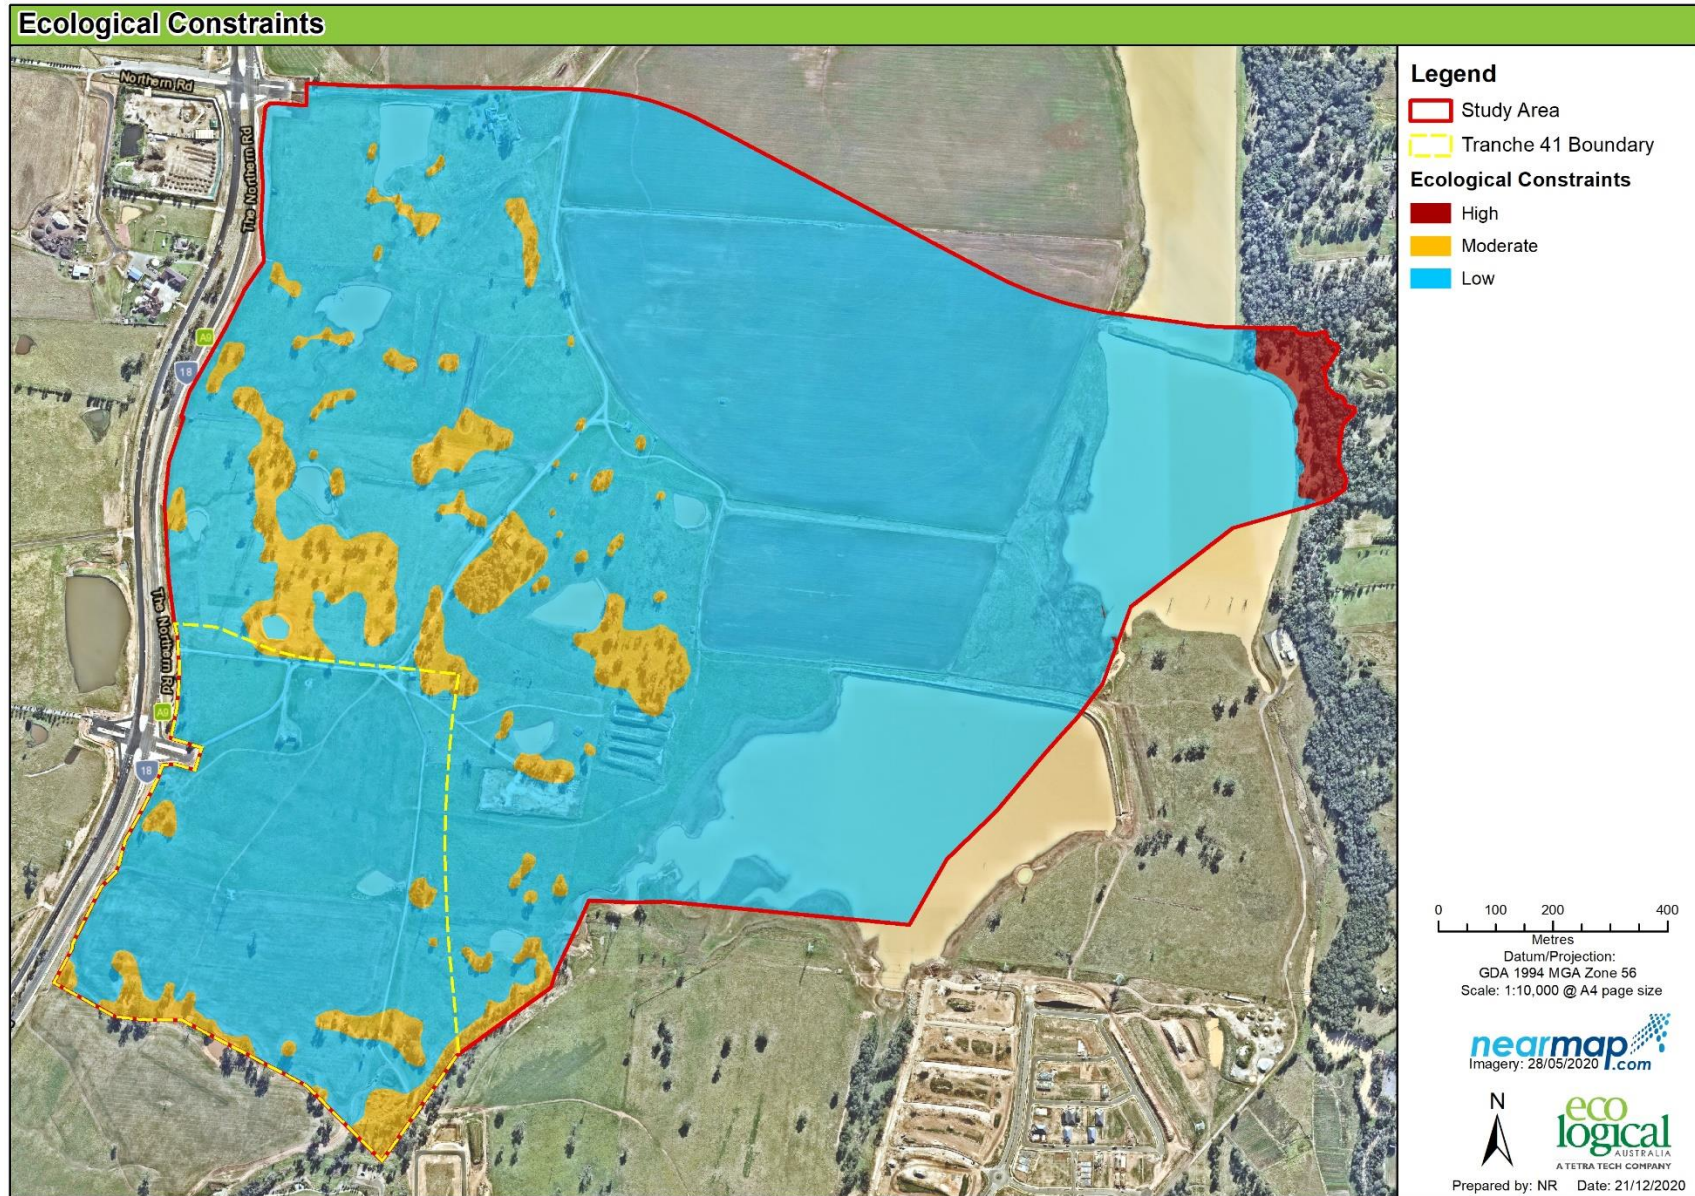 Ecological Constraints
Northern Rd
The Northern Rd
A9
18
The Northern Rd
A9
18
Legend
Study Area
Tranche 41 Boundary
Ecological Constraints
High
Moderate
Low
0 100 200 400
Metres
Datum/Projection:
GDA 1994 MGA Zone 56
Scale: 1:10,000 @ A4 page size
nearmap
.com
Imagery: 28/05/2020
N
eco
logical
AUSTRALIA
A TETRA TECH COMPANY
Prepared by: NR Date: 21/12/2020